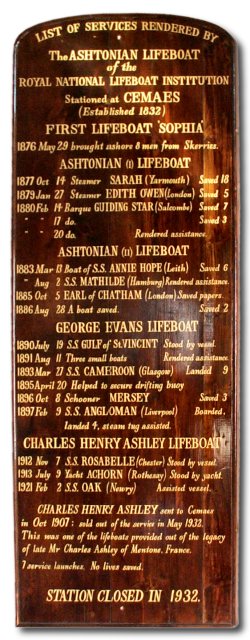 LIST OF SERVICES RENDERED BY
The ASHTONIAN LIFEBOAT
of the
ROYAL NATIONAL LIFEBOAT INSTITUTION
Stationed at CEMAES
(Established 1832)
FIRST LIFEBOAT 'SOPHIA'
1876 May 29 brought ashore 8 men from Skerries.
ASHTONIAN (I) LIFEBOAT
1877 Oct 14 Steamer SARAH (Yarmouth) Saved 18
1879 Jan 27 Steamer EDITH OWEN (London) Saved 5
1880 Feb 14 Barque GUIDING STAR (Salcombe) Saved 7
" " 17 do. Saved 3
" " 20 do. Rendered assistance.
ASHTONIAN (II) LIFEBOAT
1883 Mar 13 Boat of S.S. ANNIE HOPE (Leith) Saved 6
" Aug 2 S.S. MATHILDE (Hamburg) Rendered assistance.
1885 Oct 5 EARL of CHATHAM (London) Saved papers.
1886 Aug 28 A boat saved. Saved 2
GEORGE EVANS LIFEBOAT
1890 July 19 S.S GULF of St. VINCENT Stood by vessel.
1891 Aug 11 Three small boats Rendered assistance.
1893 Mar 27 S.S. CAMEROON (Glasgow) Landed 9
1895 April 20 Helped to secure drifting buoy
1896 Oct 8 Schooner MERSEY Saved 3
1897 Feb 9 S.S. ANGLOMAN (Liverpool) Boarded,
landed 4, steam tug assisted.
CHARLES HENRY ASHLEY LIFEBOAT
1912 Nov 7 S.S. ROSABELLE (Chester) Stood by vessel.
1913 July 9 Yacht ACHORN (Rothesay) Stood by yacht.
1921 Feb 2 S.S. OAK (Newry) Assisted vessel.
CHARLES HENRY ASHLEY sent to Cemaes
in Oct 1907: sold out of the service in May 1932.
This was one of the lifeboats provided out of the legacy
of late Mr Charles Ashley of Mentone, France.
7 service launches. No lives saved.
STATION CLOSED IN 1932.